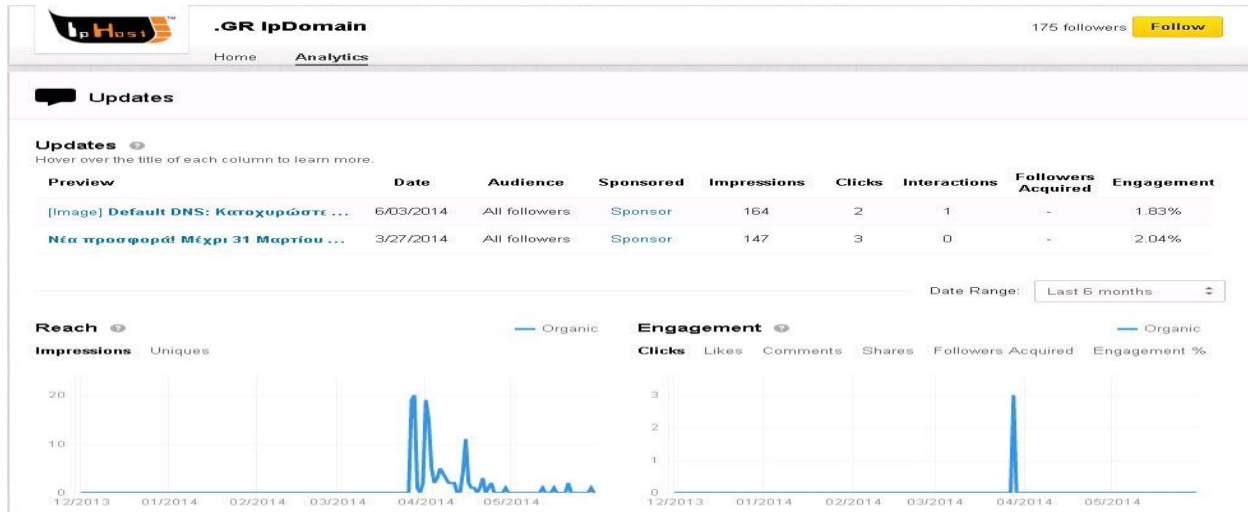 IpHost™
.GR IpDomain
175 followers
Follow
Home Analytics
Updates
Updates
Hover over the title of each column to learn more.
Preview Date Audience Sponsored Impressions Clicks Interactions Followers Acquired Engagement
[Image] Default DNS: Κατοχυρώστε ... 6/03/2014 All followers Sponsor 164 2 1 - 1.83%
Νέα προσφορά! Μέχρι 31 Μαρτίου ... 3/27/2014 All followers Sponsor 147 3 0 - 2.04%
Date Range: Last 6 months
Reach
Organic
Impressions Uniques
20
10
0
12/2013 01/2014 02/2014 03/2014 04/2014 05/2014
Engagement
Organic
Clicks Likes Comments Shares Followers Acquired Engagement %
3
2
1
0
12/2013 01/2014 02/2014 03/2014 04/2014 05/2014